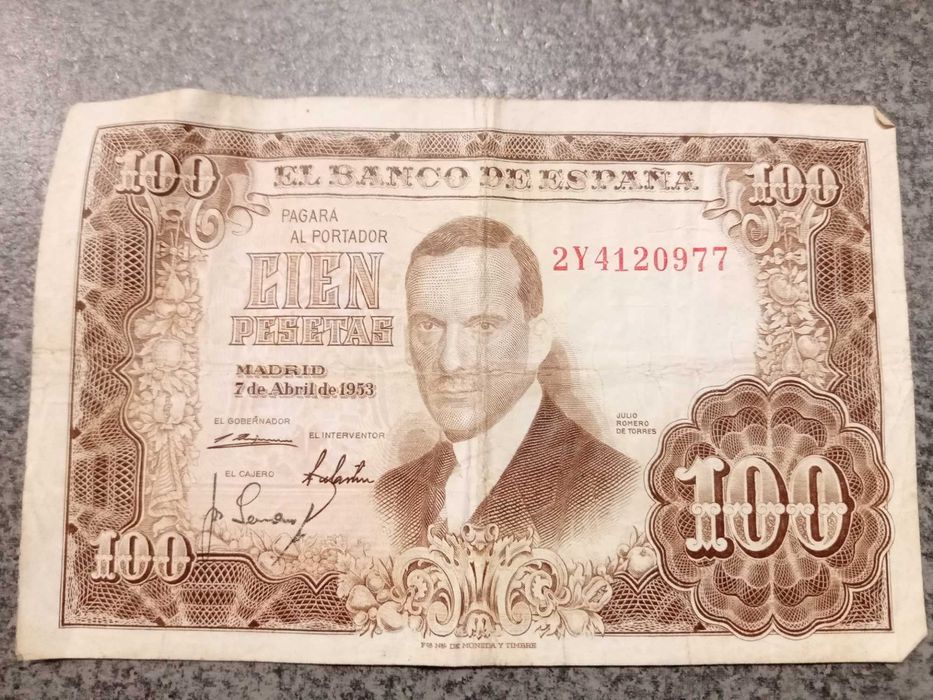 100
EL BANCO DE ESPAÑA
100
PAGARÁ
AL PORTADOR
CIEN
PESETAS
MADRID
7 de Abril de 1953
2Y4120977
EL GOBERNADOR
EL INTERVENTOR
EL CAJERO
JULIO
ROMERO
DE TORRES
100
100
FCA NAL DE MONEDA Y TIMBRE